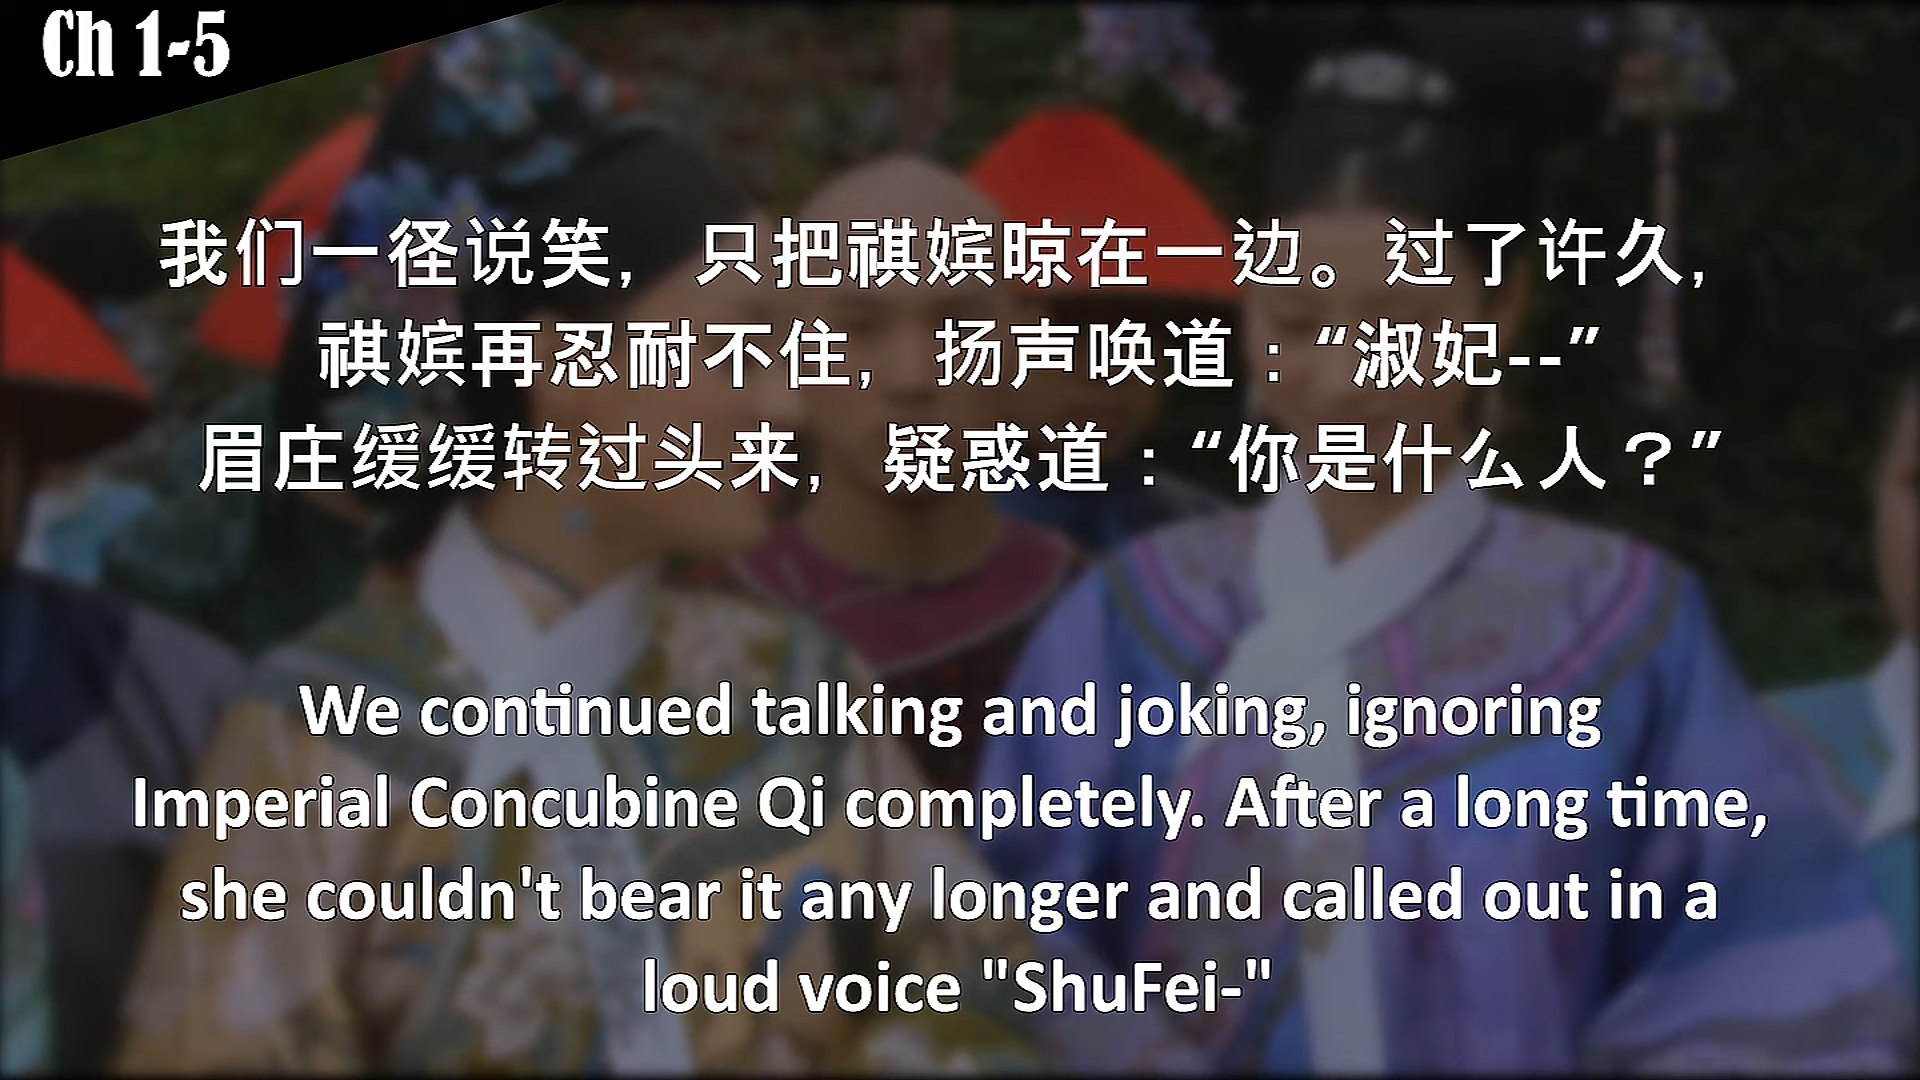 Ch 1-5
我们一径说笑，只把祺嫔晾在一边。过了许久，
祺嫔再忍耐不住，扬声唤道：“淑妃--”
眉庄缓缓转过头来，疑惑道：“你是什么人？”
We continued talking and joking, ignoring
Imperial Concubine Qi completely. After a long time,
she couldn't bear it any longer and called out in a
loud voice "ShuFei-"